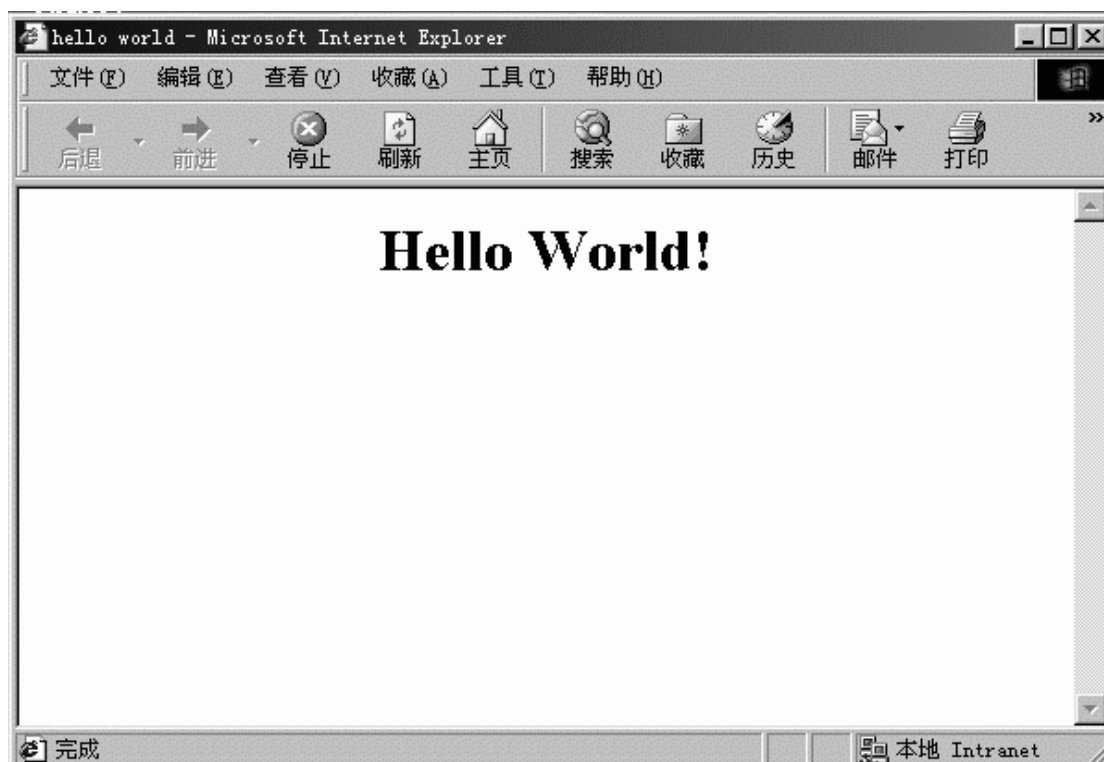 hello world - Microsoft Internet Explorer
文件(F) 编辑(E) 查看(V) 收藏(A) 工具(T) 帮助(H)
后退 前进 停止 刷新 主页 搜索 收藏 历史 邮件 打印 »
Hello World!
完成 本地 Intranet